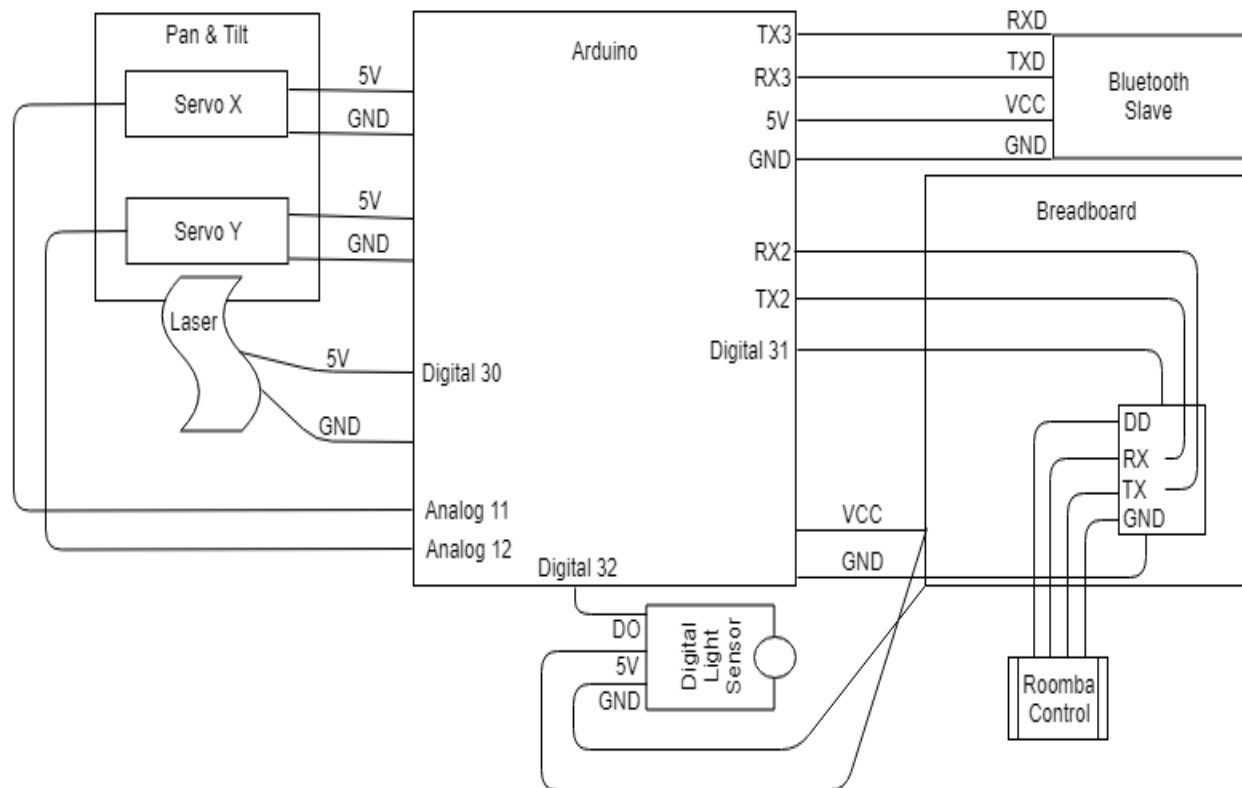 Pan & Tilt
Servo X
5V
GND
Servo Y
5V
GND
Laser
5V
GND
Arduino
Digital 30
Analog 11
Analog 12
Digital 32
TX3
RX3
5V
GND
RX2
TX2
Digital 31
RXD
TXD
VCC
GND
Bluetooth
Slave
Breadboard
DD
RX
TX
GND
VCC
GND
DO
5V
GND
Digital
Light
Sensor
Roomba
Control